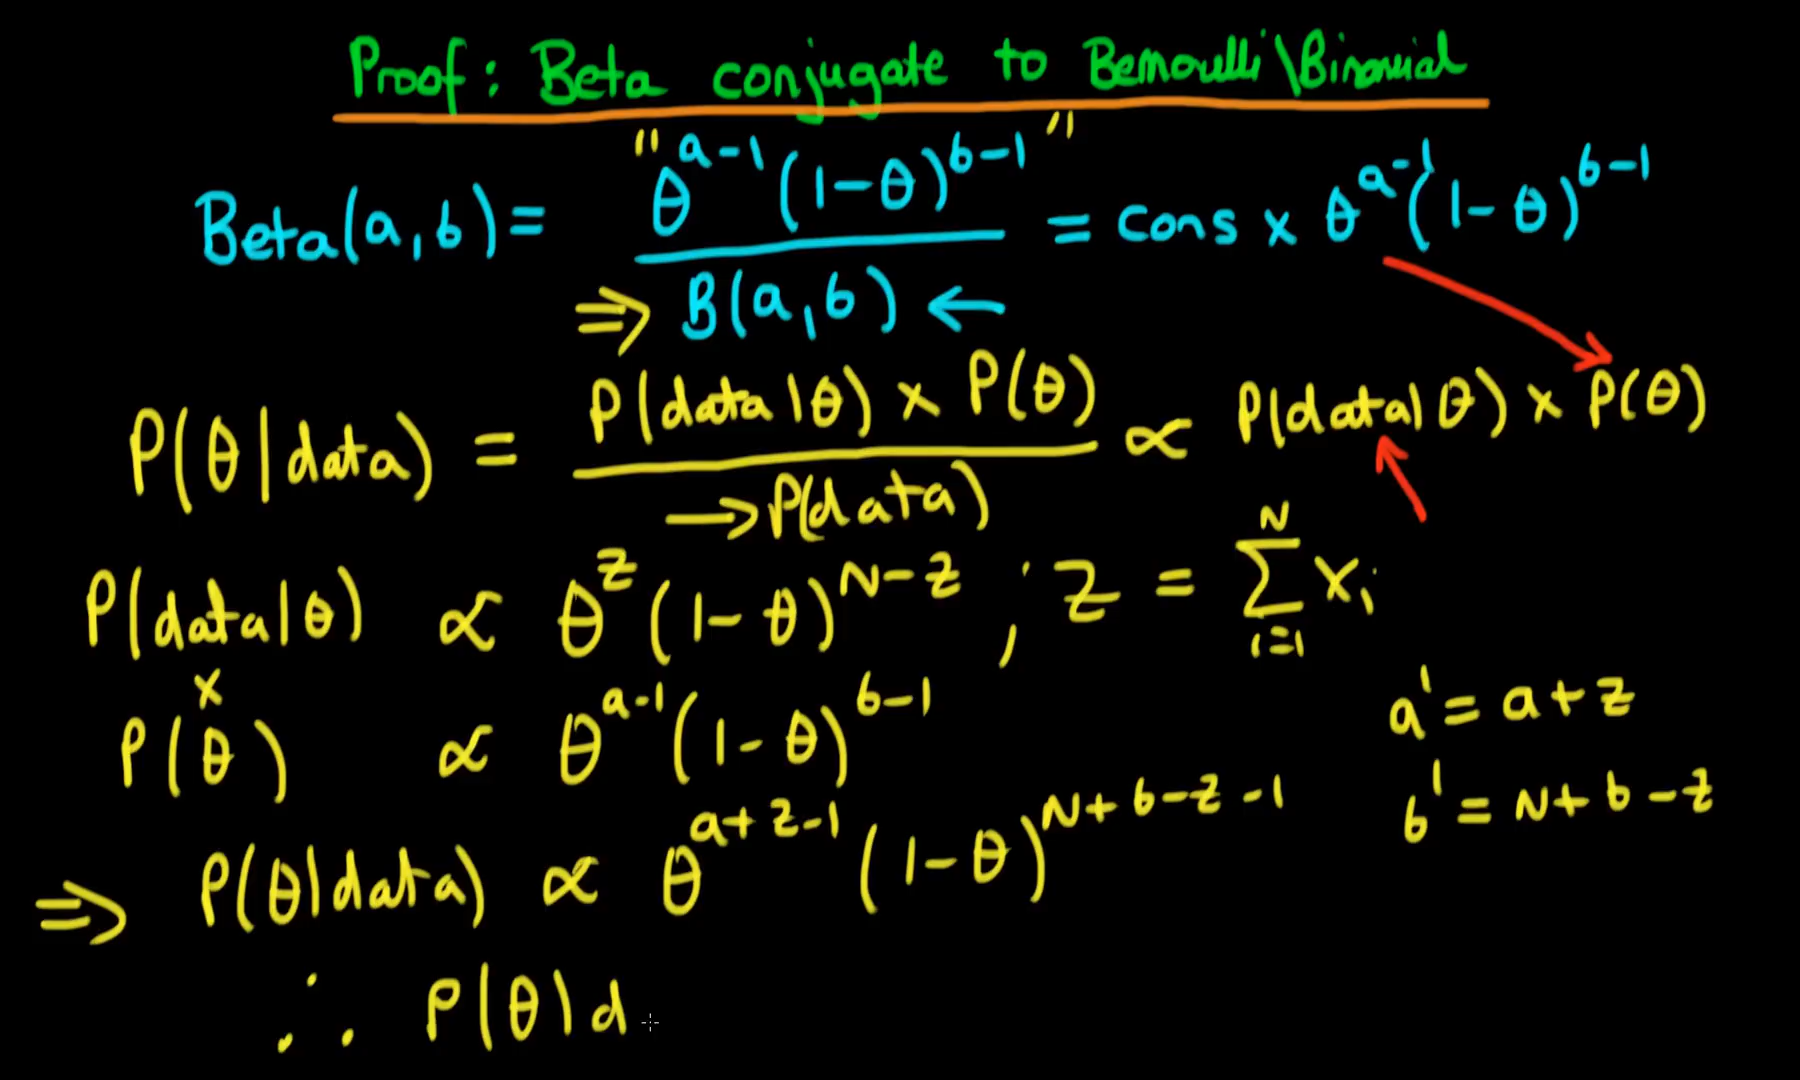 Proof: Beta conjugate to Bernoulli\Binomial
Beta(a,b) = "θ^{a-1}(1-θ)^{b-1}" / B(a,b) = cons × θ^{a-1}(1-θ)^{b-1}
⇒ B(a,b) ←
P(θ|data) = P(data|θ) × P(θ) / P(data) ∝ P(data|θ) × P(θ)
→ P(data)
P(data|θ) ∝ θ^z (1-θ)^{N-z} ; z = ∑_{i=1}^{N} x_i
×
P(θ) ∝ θ^{a-1}(1-θ)^{b-1}
a' = a+z
b' = N+b-z
⇒ P(θ|data) ∝ θ^{a+z-1}(1-θ)^{N+b-z-1}
∴ P(θ|d